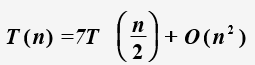 T(n) =7T (n/2) + O(n²)